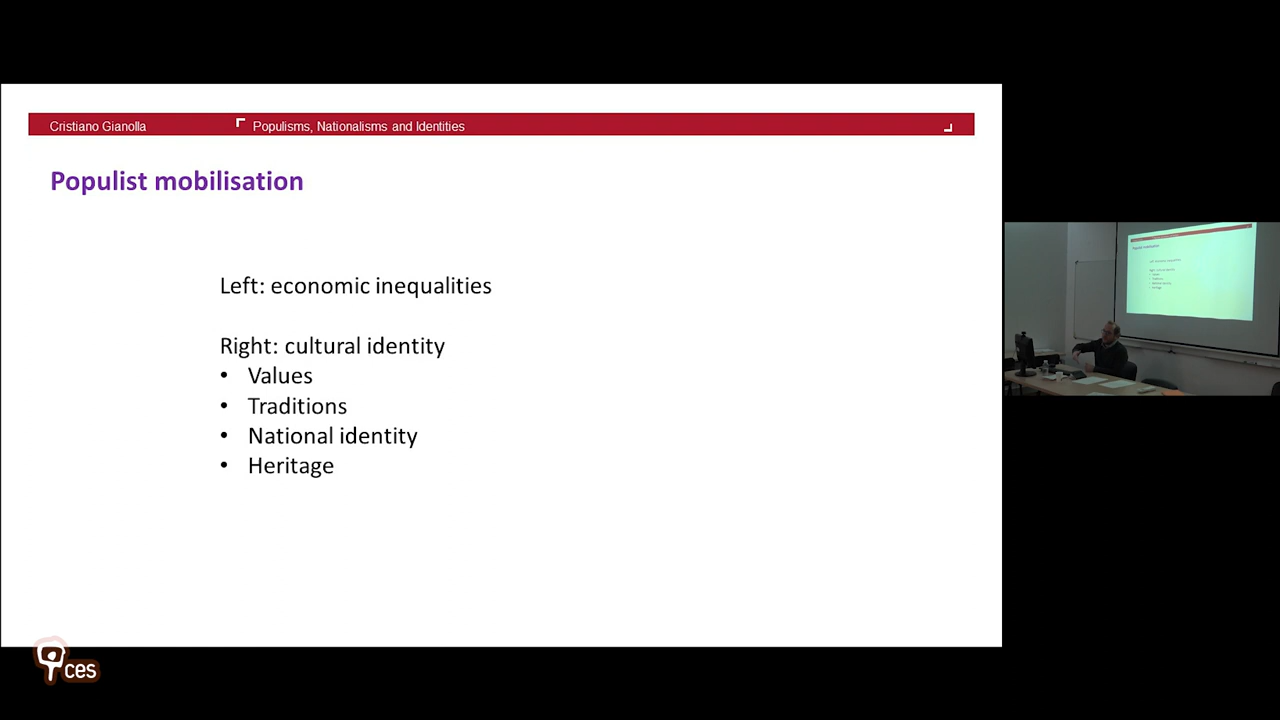 Cristiano Gianolla
Populisms, Nationalisms and Identities
Populist mobilisation
Left: economic inequalities
Right: cultural identity
• Values
• Traditions
• National identity
• Heritage
ces